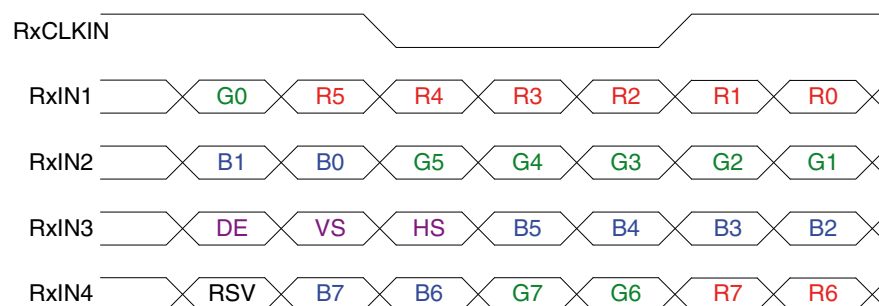 RxCLKIN
RxIN1 G0 R5 R4 R3 R2 R1 R0
RxIN2 B1 B0 G5 G4 G3 G2 G1
RxIN3 DE VS HS B5 B4 B3 B2
RxIN4 RSV B7 B6 G7 G6 R7 R6